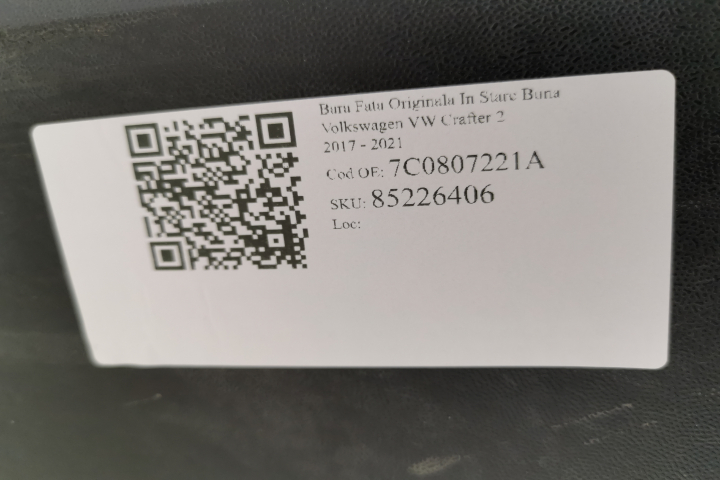 Bara Fata Originala In Stare Buna
Volkswagen VW Crafter 2
2017 - 2021
Cod OE: 7C0807221A
SKU: 85226406
Loc: